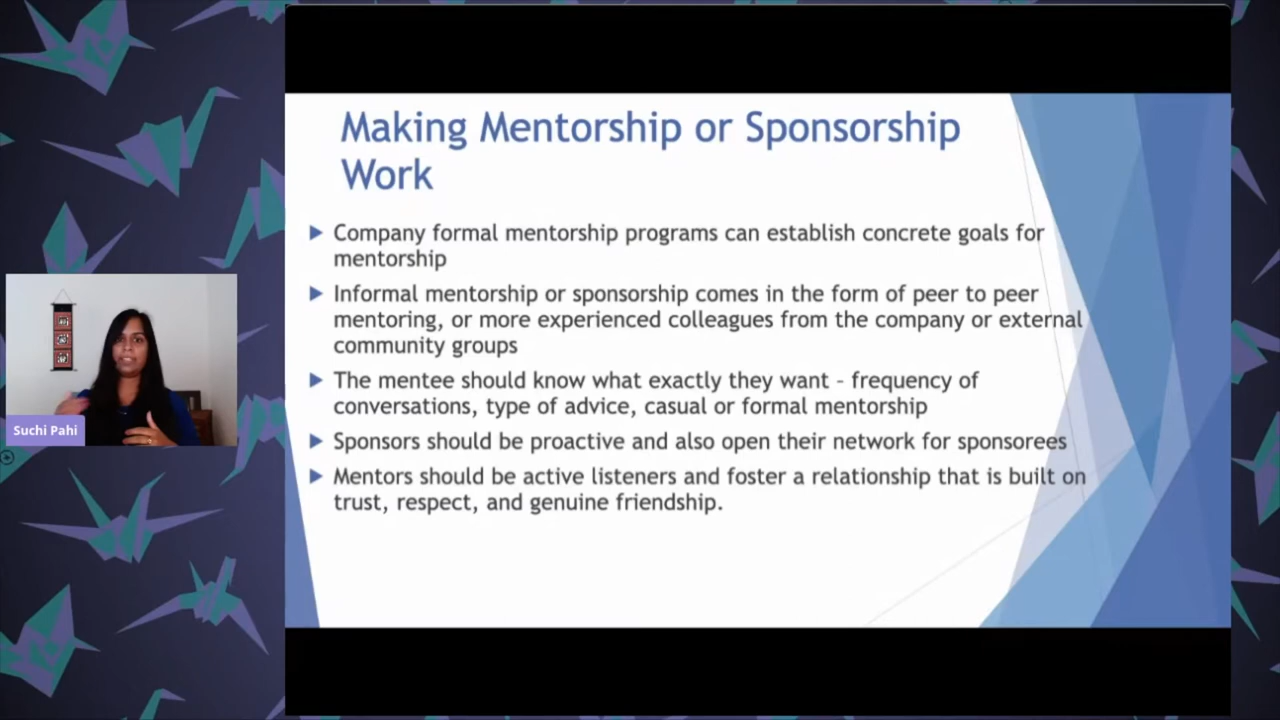 Making Mentorship or Sponsorship
Work
Company formal mentorship programs can establish concrete goals for
mentorship
Informal mentorship or sponsorship comes in the form of peer to peer
mentoring, or more experienced colleagues from the company or external
community groups
The mentee should know what exactly they want – frequency of
conversations, type of advice, casual or formal mentorship
Sponsors should be proactive and also open their network for sponsorees
Mentors should be active listeners and foster a relationship that is built on
trust, respect, and genuine friendship.
Suchi Pahi